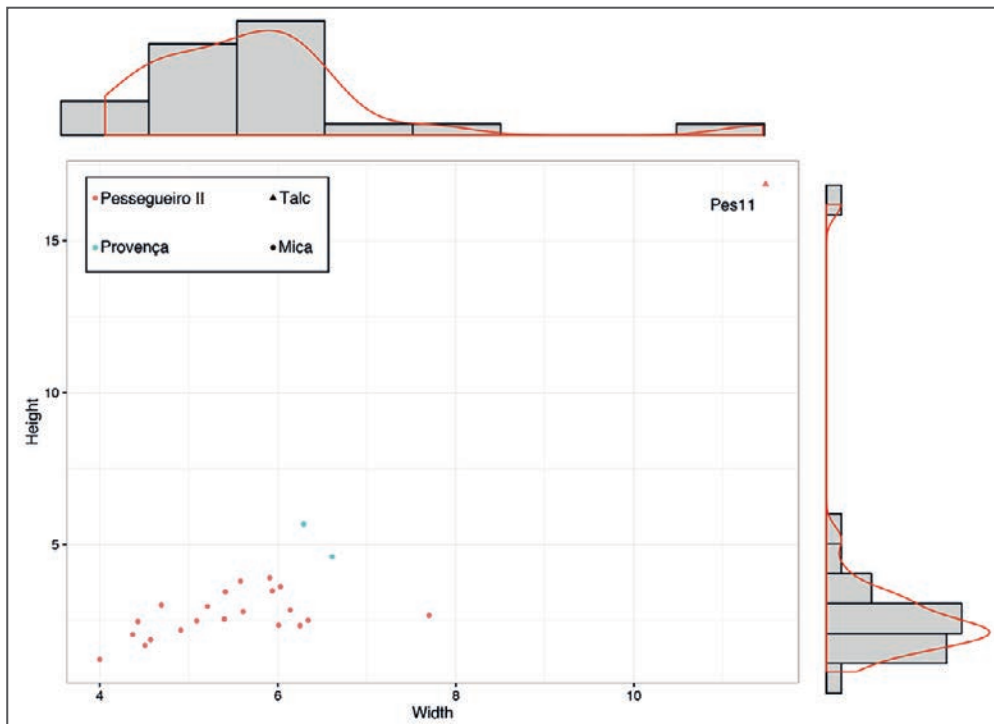 Pessegueiro II Talc
Provença Mica
Pes11
15
10
5
Height
4 6 8 10
Width